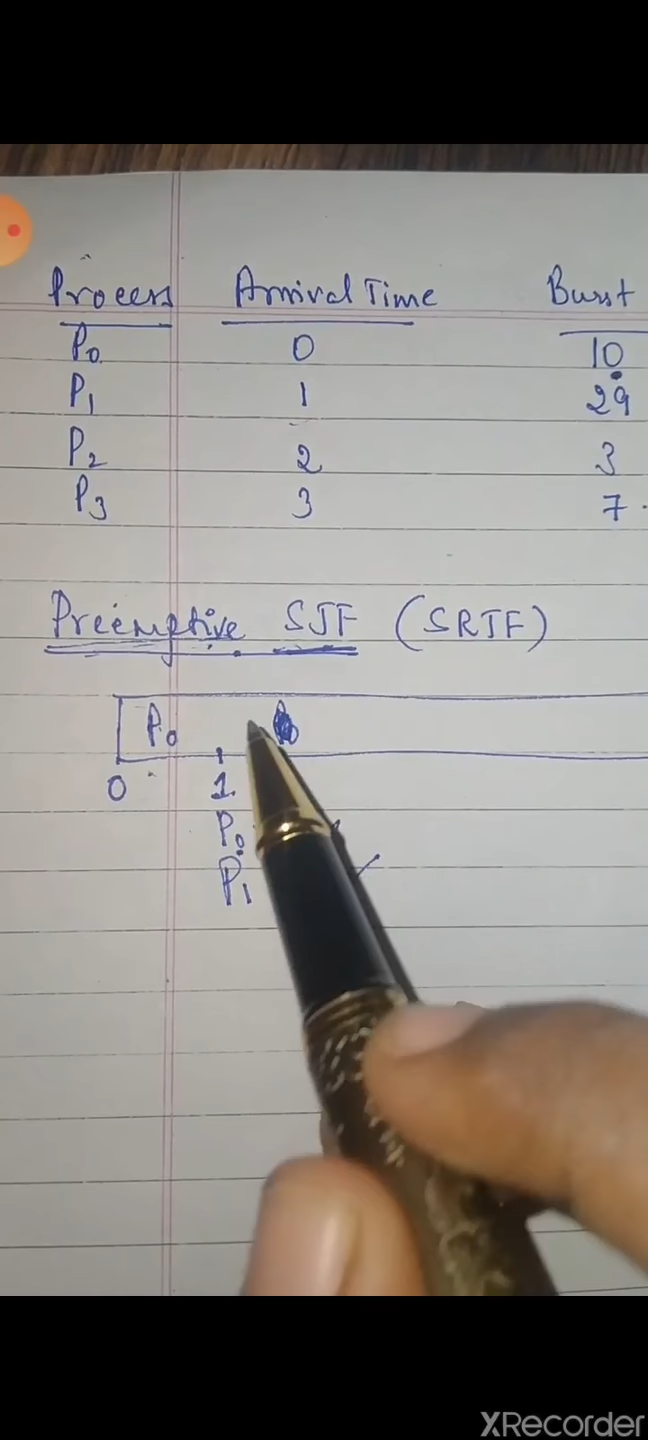 Process Arrival Time Burst
P0 0 10
P1 1 29
P2 2 3
P3 3 7
Preemptive SJF (SRTF)
P0
0 1
P0
P1
XRecorder